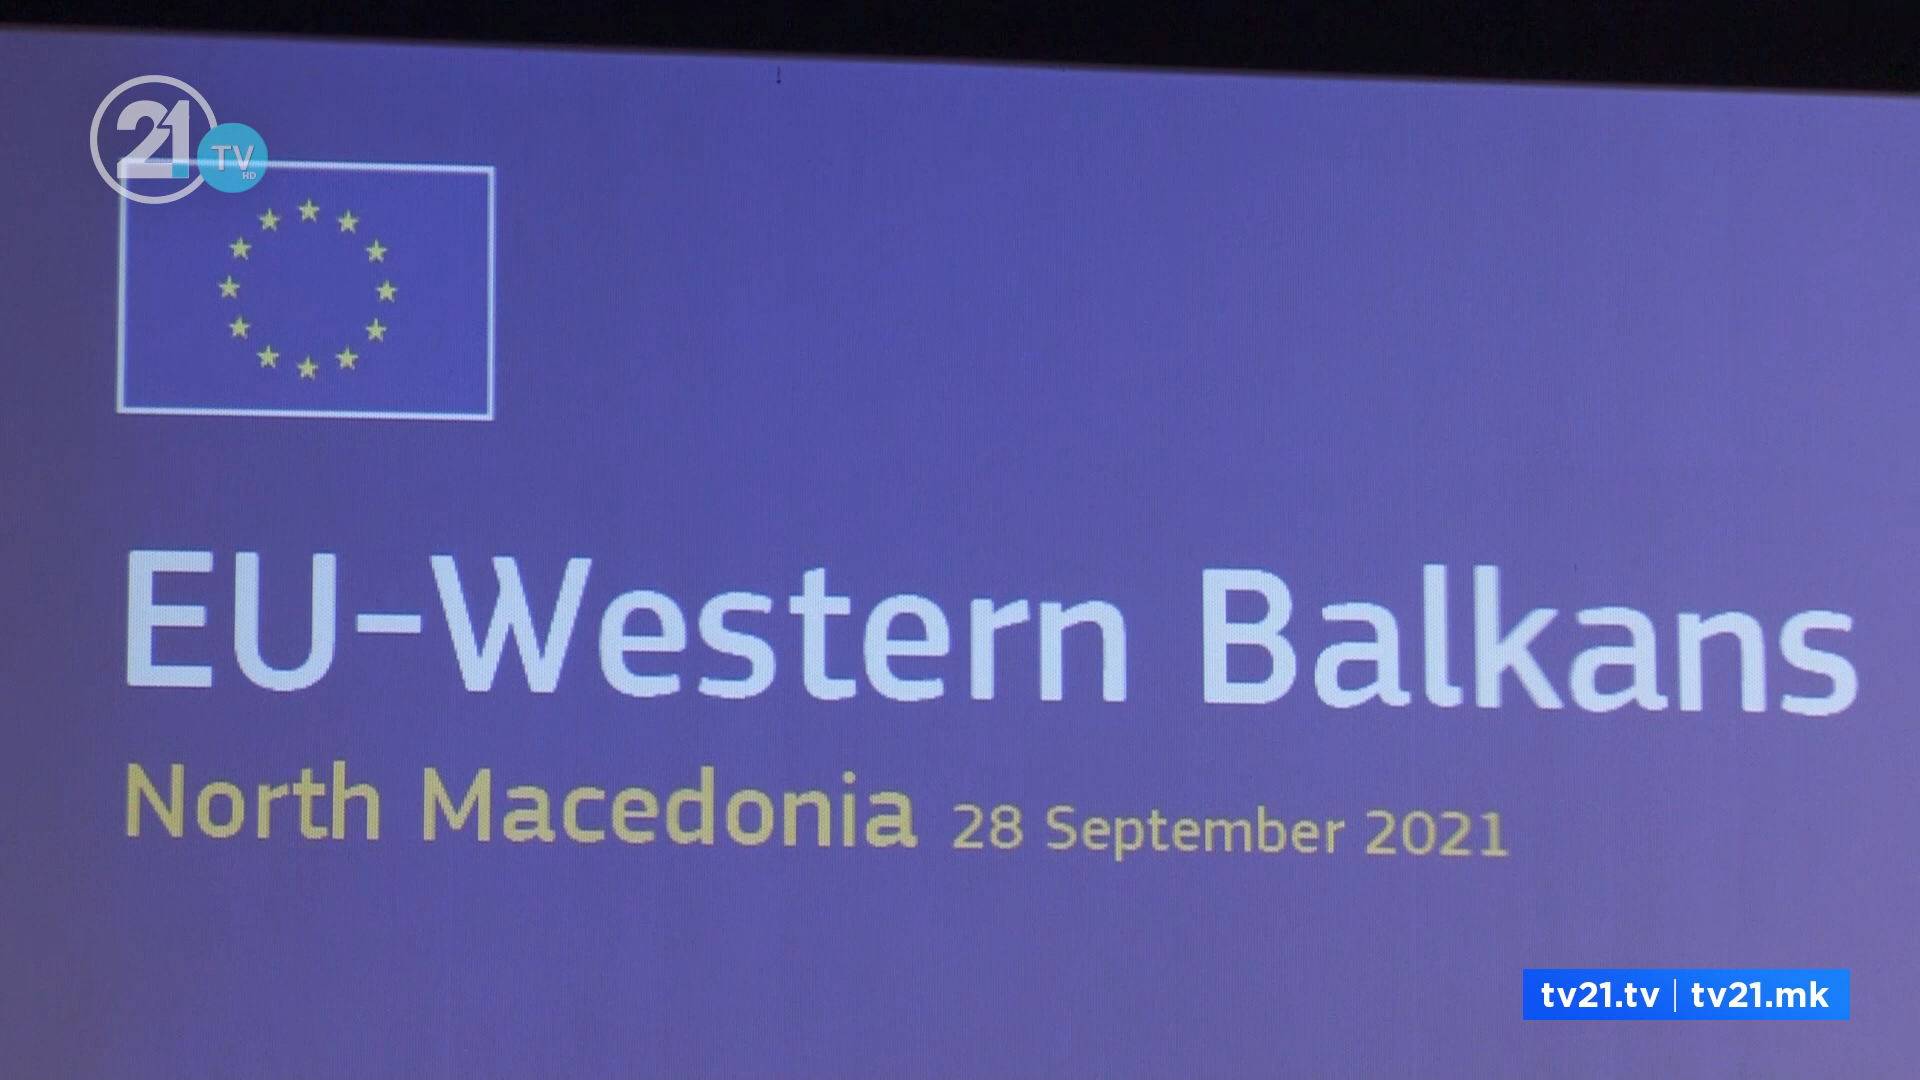 21
TV
HD
EU-Western Balkans
North Macedonia 28 September 2021
tv21.tv | tv21.mk